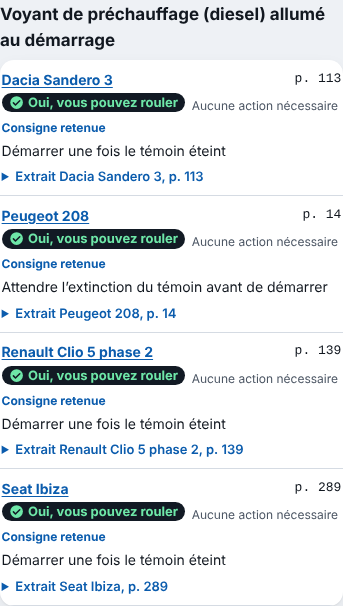 Voyant de préchauffage (diesel) allumé
au démarrage
Dacia Sandero 3 p. 113
Oui, vous pouvez rouler Aucune action nécessaire
Consigne retenue
Démarrer une fois le témoin éteint
Extrait Dacia Sandero 3, p. 113
Peugeot 208 p. 14
Oui, vous pouvez rouler Aucune action nécessaire
Consigne retenue
Attendre l’extinction du témoin avant de démarrer
Extrait Peugeot 208, p. 14
Renault Clio 5 phase 2 p. 139
Oui, vous pouvez rouler Aucune action nécessaire
Consigne retenue
Démarrer une fois le témoin éteint
Extrait Renault Clio 5 phase 2, p. 139
Seat Ibiza p. 289
Oui, vous pouvez rouler Aucune action nécessaire
Consigne retenue
Démarrer une fois le témoin éteint
Extrait Seat Ibiza, p. 289